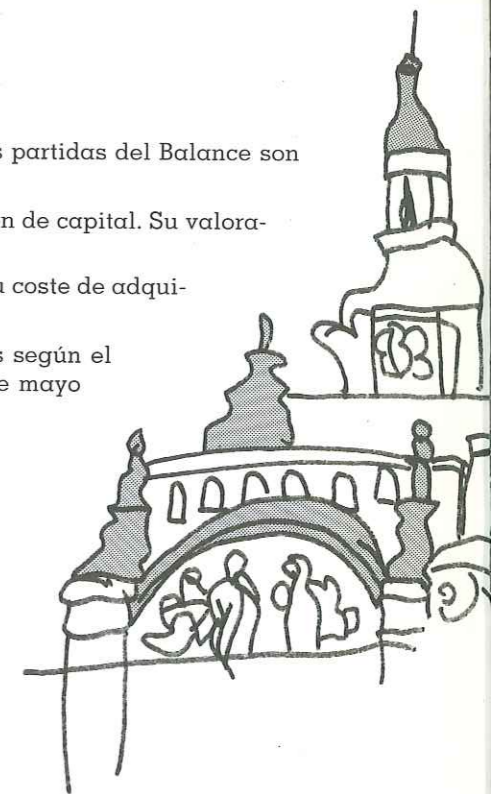 s partidas del Balance son
n de capital. Su valora-
u coste de adqui-
s según el
e mayo